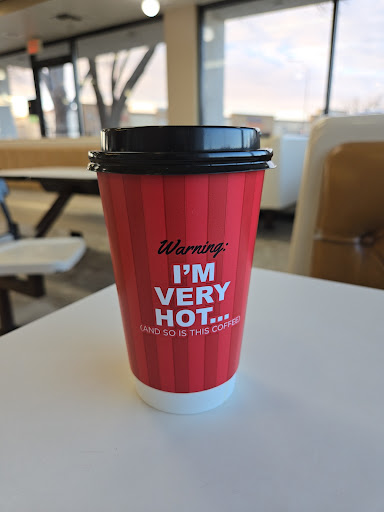 Warning:
I'M
VERY
HOT...
(AND SO IS THIS COFFEE)